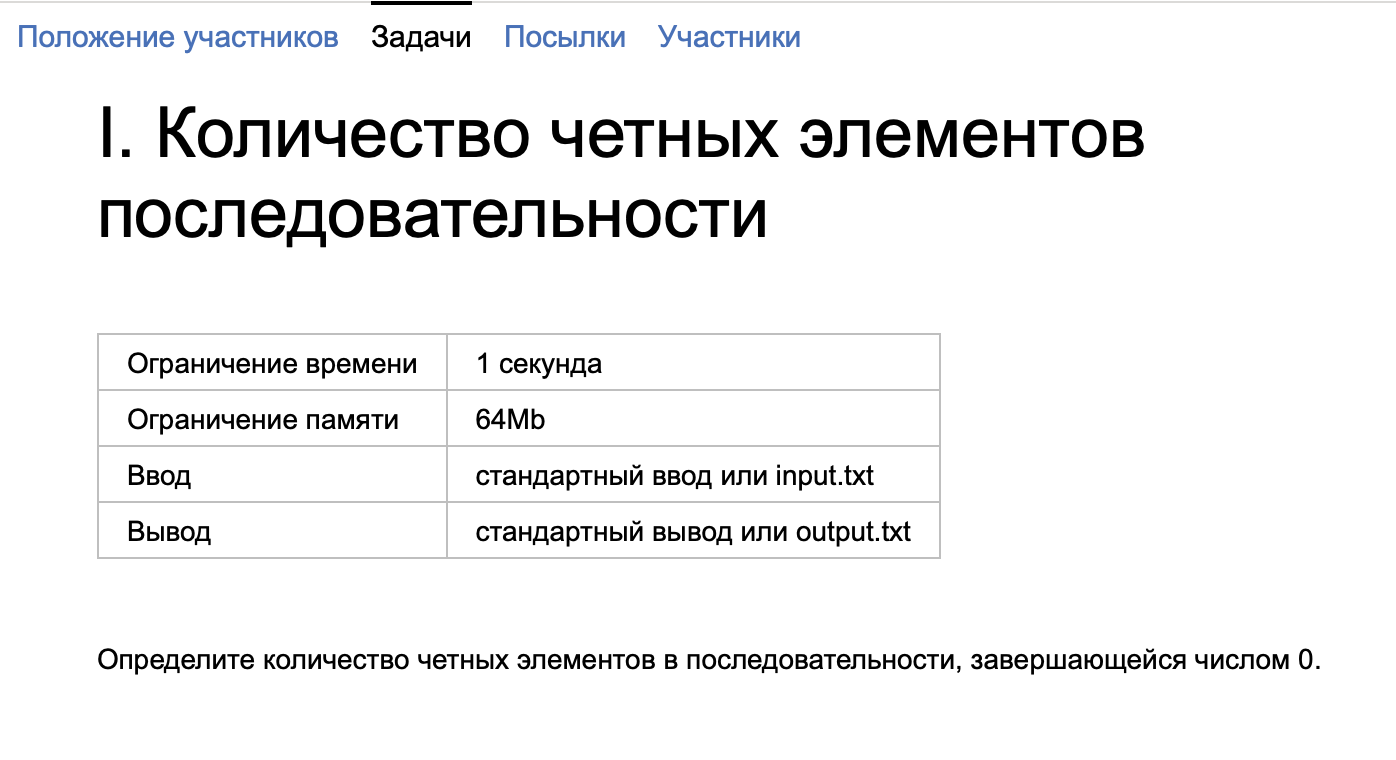 Положение участников Задачи Посылки Участники
I. Количество четных элементов
последовательности
Ограничение времени 1 секунда
Ограничение памяти 64Mb
Ввод стандартный ввод или input.txt
Вывод стандартный вывод или output.txt
Определите количество четных элементов в последовательности, завершающейся числом 0.